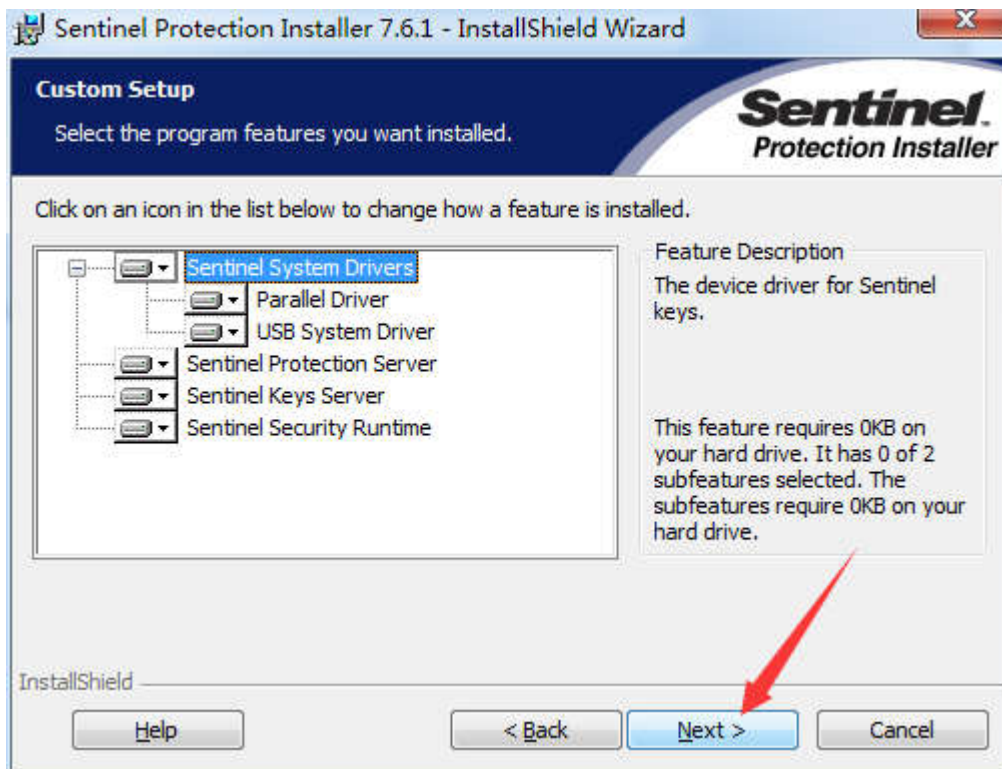 Sentinel Protection Installer 7.6.1 - InstallShield Wizard
Custom Setup
Select the program features you want installed.
Sentinel.
Protection Installer
Click on an icon in the list below to change how a feature is installed.
Sentinel System Drivers
Parallel Driver
USB System Driver
Sentinel Protection Server
Sentinel Keys Server
Sentinel Security Runtime
Feature Description
The device driver for Sentinel
keys.
This feature requires 0KB on
your hard drive. It has 0 of 2
subfeatures selected. The
subfeatures require 0KB on your
hard drive.
InstallShield
Help
< Back
Next >
Cancel